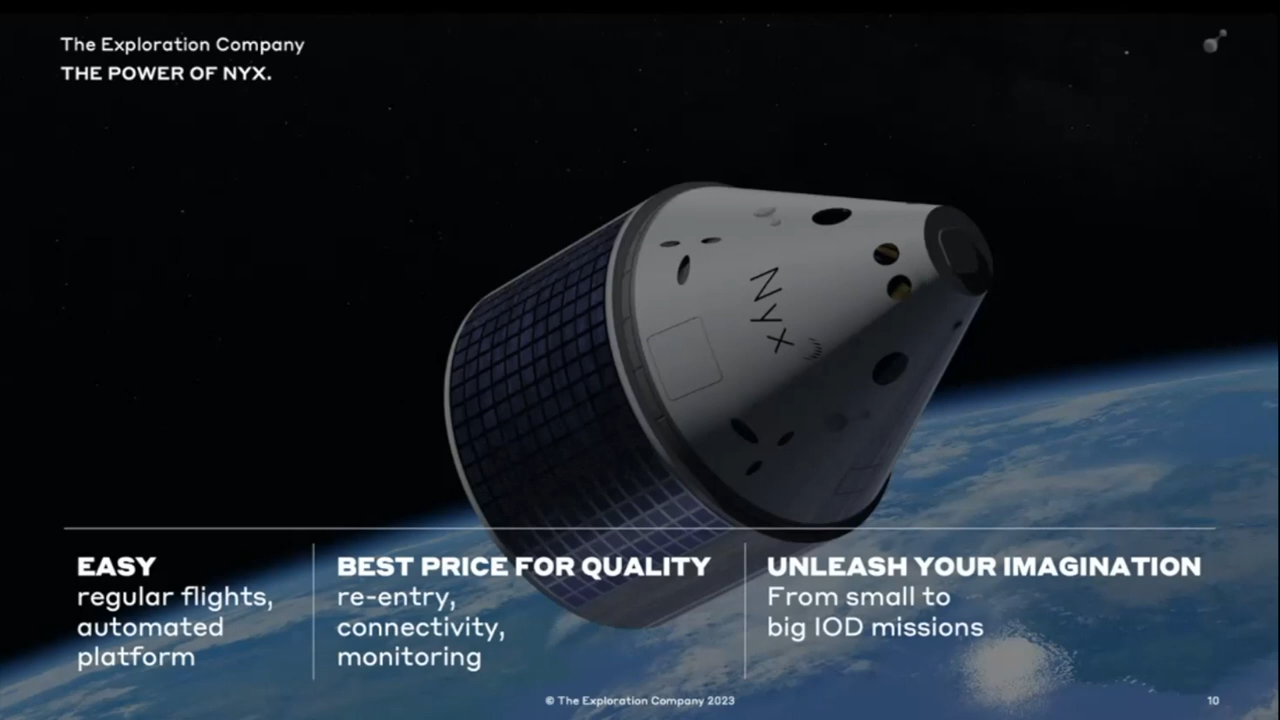 The Exploration Company
THE POWER OF NYX.
Nyx
EASY
regular flights,
automated
platform
BEST PRICE FOR QUALITY
re-entry,
connectivity,
monitoring
UNLEASH YOUR IMAGINATION
From small to
big IOD missions
© The Exploration Company 2023
10